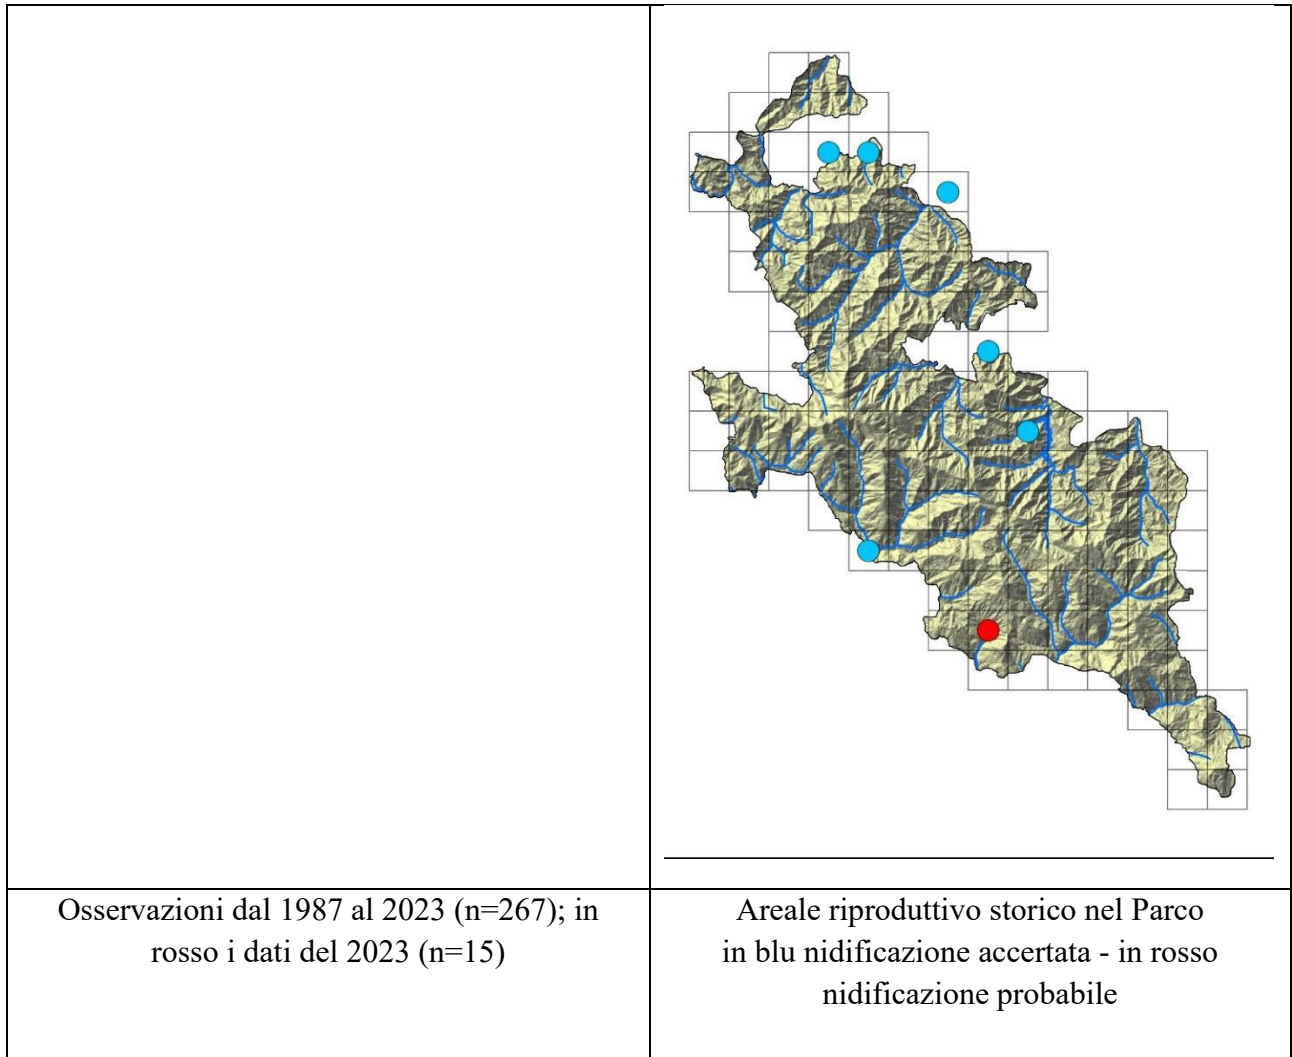 Osservazioni dal 1987 al 2023 (n=267); in
rosso i dati del 2023 (n=15)
Areale riproduttivo storico nel Parco
in blu nidificazione accertata - in rosso
nidificazione probabile